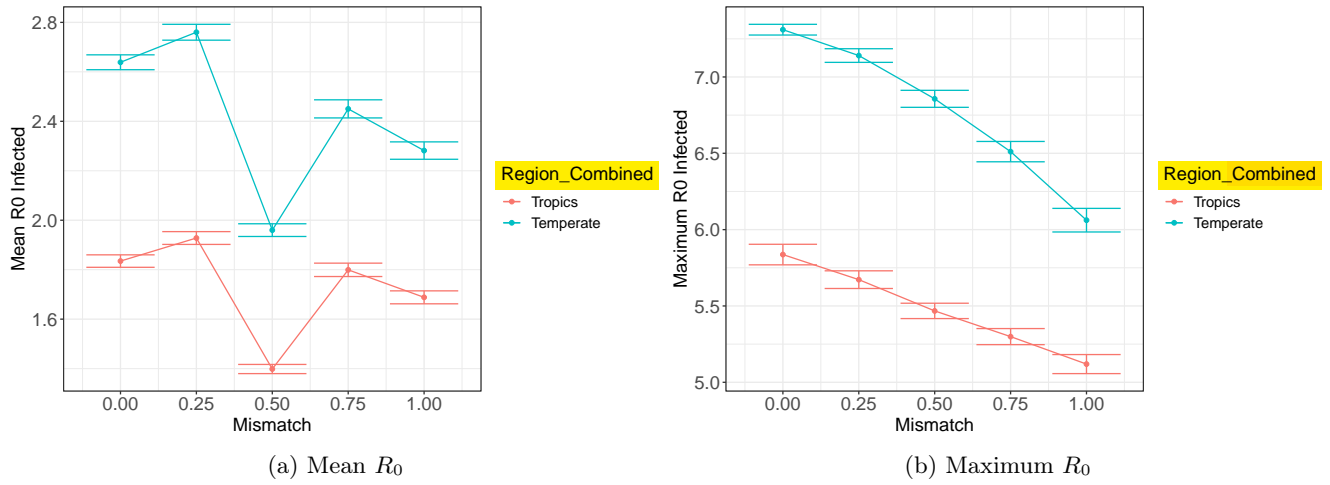 2.8
2.4
2.0
1.6
Mean R0 Infected
0.00 0.25 0.50 0.75 1.00
Mismatch
Region_Combined
Tropics
Temperate
(a) Mean R₀
7.0
6.5
6.0
5.5
5.0
Maximum R0 Infected
0.00 0.25 0.50 0.75 1.00
Mismatch
Region_Combined
Tropics
Temperate
(b) Maximum R₀